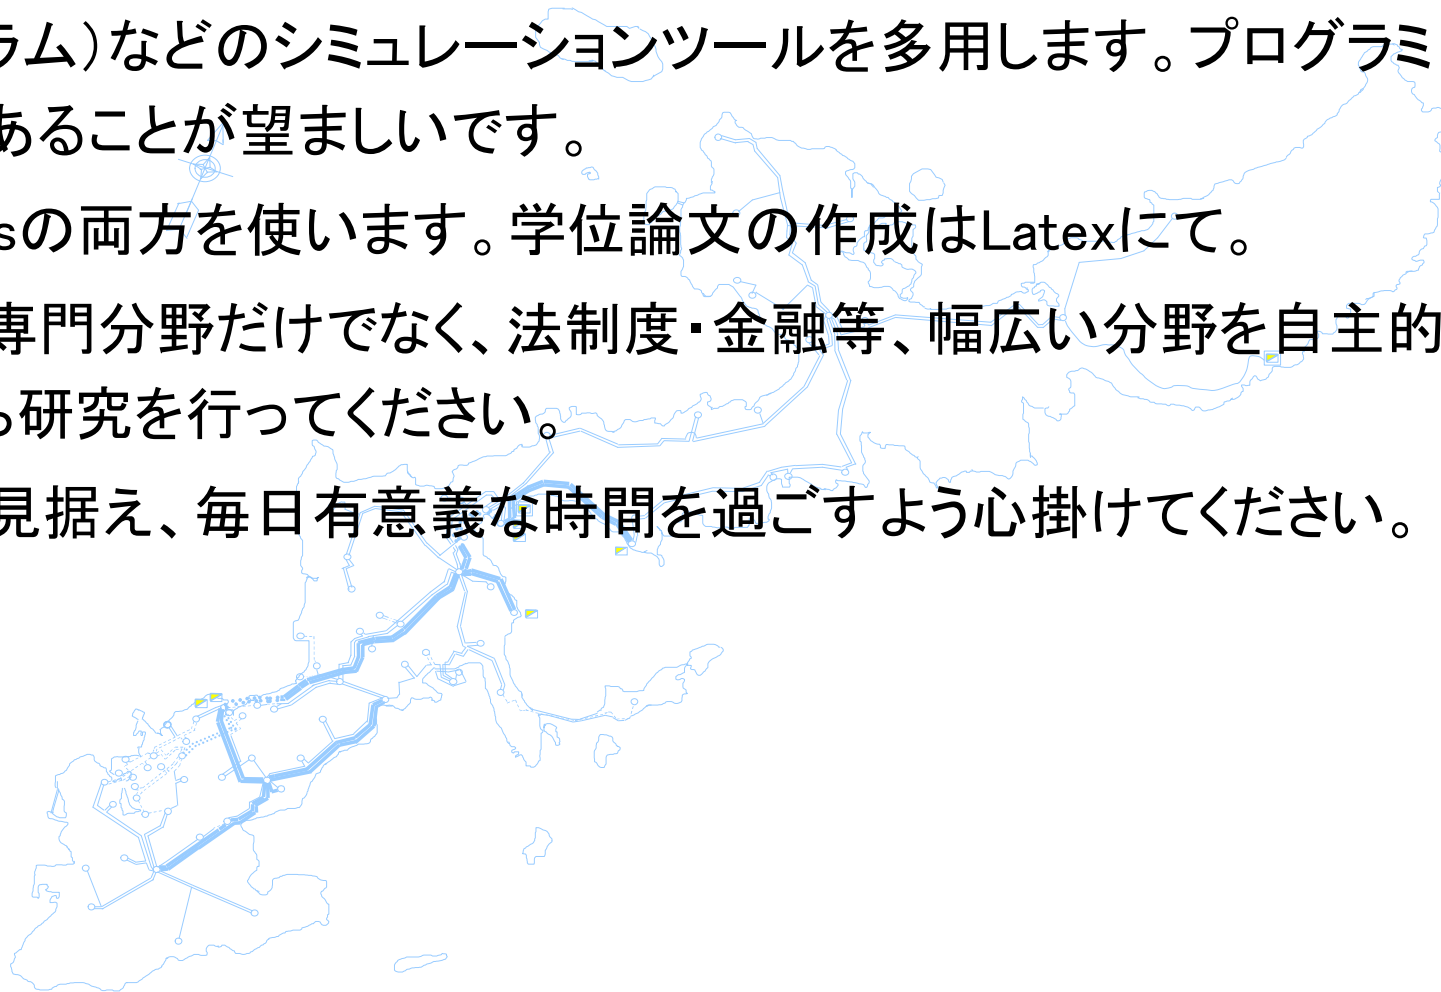 ラム）などのシミュレーションツールを多用します。プログラミ
あることが望ましいです。
sの両方を使います。学位論文の作成はLatexにて。
専門分野だけでなく、法制度・金融等、幅広い分野を自主的
ら研究を行ってください。
見据え、毎日有意義な時間を過ごすよう心掛けてください。